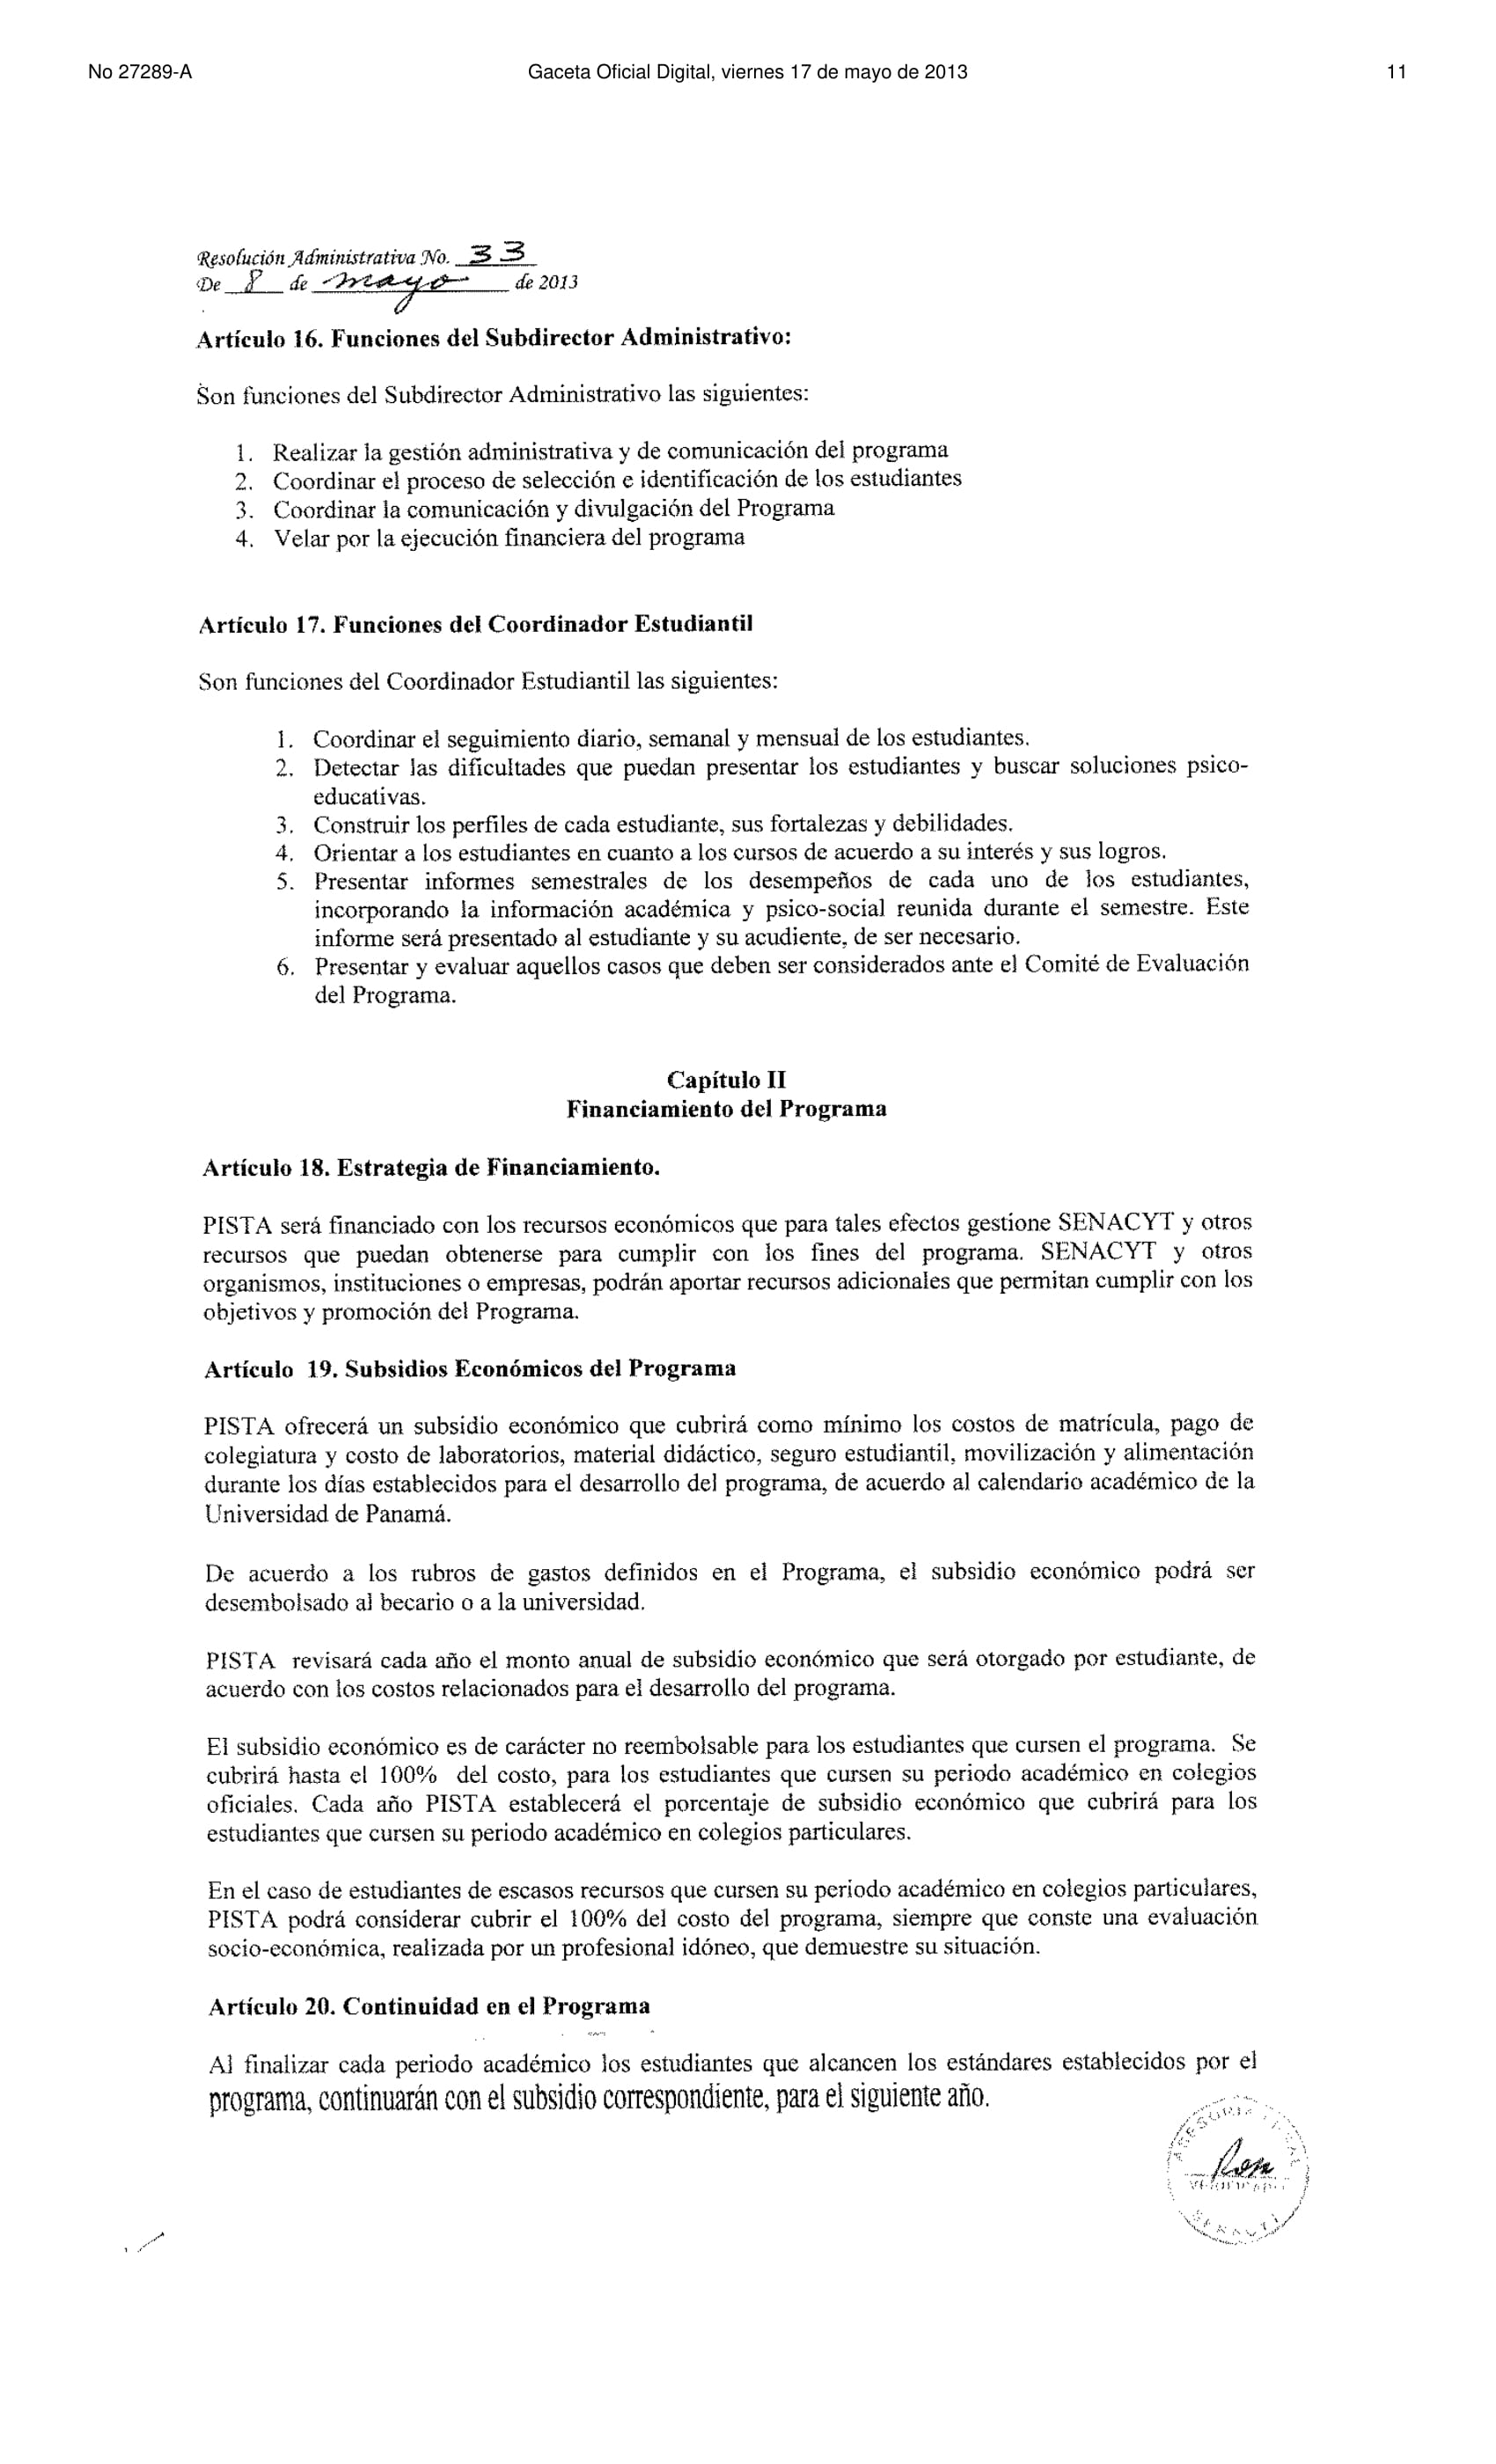 No 27289-A Gaceta Oficial Digital, viernes 17 de mayo de 2013 11
Resolución Administrativa No. 33
De 8 de mayo de 2013
Artículo 16. Funciones del Subdirector Administrativo:
Son funciones del Subdirector Administrativo las siguientes:
1. Realizar la gestión administrativa y de comunicación del programa
2. Coordinar el proceso de selección e identificación de los estudiantes
3. Coordinar la comunicación y divulgación del Programa
4. Velar por la ejecución financiera del programa
Artículo 17. Funciones del Coordinador Estudiantil
Son funciones del Coordinador Estudiantil las siguientes:
1. Coordinar el seguimiento diario, semanal y mensual de los estudiantes.
2. Detectar las dificultades que puedan presentar los estudiantes y buscar soluciones psico-
educativas.
3. Construir los perfiles de cada estudiante, sus fortalezas y debilidades.
4. Orientar a los estudiantes en cuanto a los cursos de acuerdo a su interés y sus logros.
5. Presentar informes semestrales de los desempeños de cada uno de los estudiantes,
incorporando la información académica y psico-social reunida durante el semestre. Este
informe será presentado al estudiante y su acudiente, de ser necesario.
6. Presentar y evaluar aquellos casos que deben ser considerados ante el Comité de Evaluación
del Programa.
Capítulo II
Financiamiento del Programa
Artículo 18. Estrategia de Financiamiento.
PISTA será financiado con los recursos económicos que para tales efectos gestione SENACYT y otros
recursos que puedan obtenerse para cumplir con los fines del programa. SENACYT y otros
organismos, instituciones o empresas, podrán aportar recursos adicionales que permitan cumplir con los
objetivos y promoción del Programa.
Artículo 19. Subsidios Económicos del Programa
PISTA ofrecerá un subsidio económico que cubrirá como mínimo los costos de matrícula, pago de
colegiatura y costo de laboratorios, material didáctico, seguro estudiantil, movilización y alimentación
durante los días establecidos para el desarrollo del programa, de acuerdo al calendario académico de la
Universidad de Panamá.
De acuerdo a los rubros de gastos definidos en el Programa, el subsidio económico podrá ser
desembolsado al becario o a la universidad.
PISTA revisará cada año el monto anual de subsidio económico que será otorgado por estudiante, de
acuerdo con los costos relacionados para el desarrollo del programa.
El subsidio económico es de carácter no reembolsable para los estudiantes que cursen el programa. Se
cubrirá hasta el 100% del costo, para los estudiantes que cursen su periodo académico en colegios
oficiales. Cada año PISTA establecerá el porcentaje de subsidio económico que cubrirá para los
estudiantes que cursen su periodo académico en colegios particulares.
En el caso de estudiantes de escasos recursos que cursen su periodo académico en colegios particulares,
PISTA podrá considerar cubrir el 100% del costo del programa, siempre que conste una evaluación
socio-económica, realizada por un profesional idóneo, que demuestre su situación.
Artículo 20. Continuidad en el Programa
Al finalizar cada periodo académico los estudiantes que alcancen los estándares establecidos por el
programa, continuarán con el subsidio correspondiente, para el siguiente año.
ASESORIA LEGAL
SENACYT